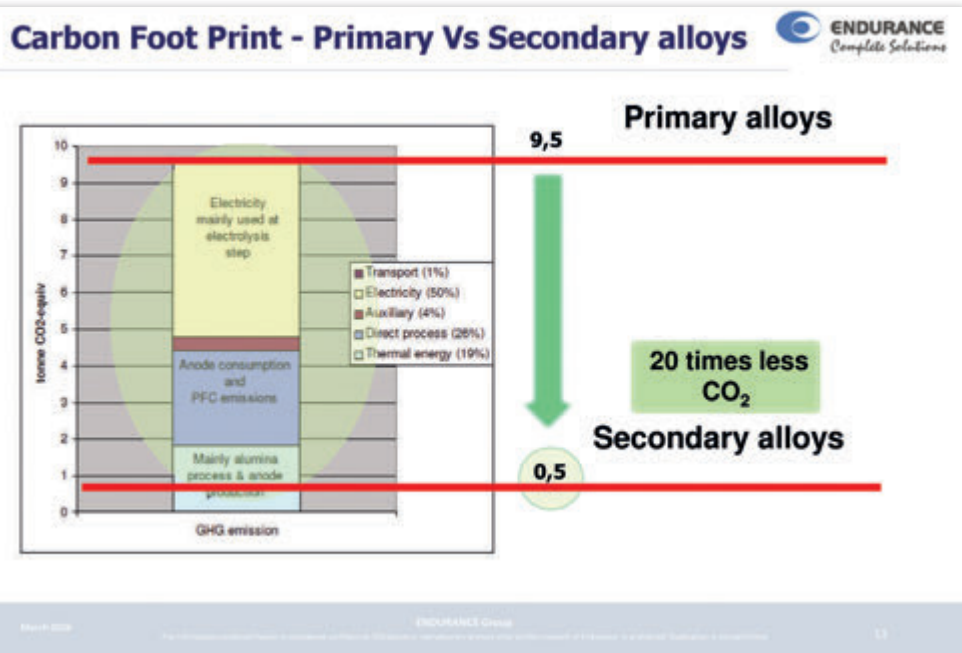 Carbon Foot Print - Primary Vs Secondary alloys
ENDURANCE
Complete Solutions
Primary alloys
9,5
10
9
8
7
6
5
4
3
2
1
0
tonne CO2-equiv
Electricity
mainly used at
electrolysis
step
Anode consumption
and
PFC emissions
Mainly alumina
process & anode
production
GHG emission
Transport (1%)
Electricity (50%)
Auxiliary (4%)
Direct process (26%)
Thermal energy (19%)
20 times less
CO₂
Secondary alloys
0,5
ENDURANCE Group
13